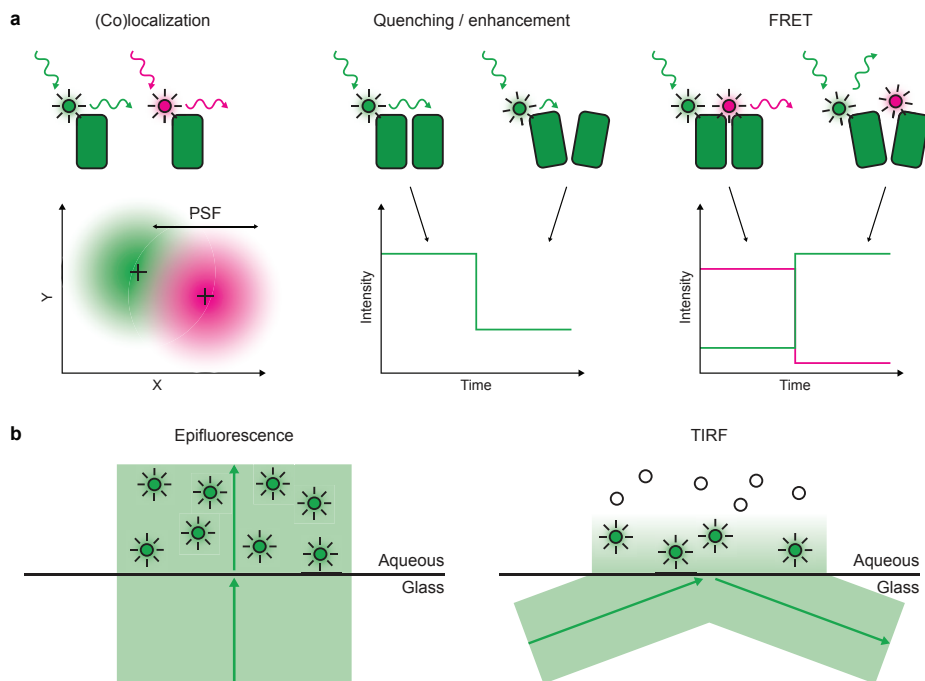 a
(Co)localization
Quenching / enhancement
FRET
PSF
Y
X
Intensity
Time
Intensity
Time
b
Epifluorescence
TIRF
Aqueous
Glass
Aqueous
Glass